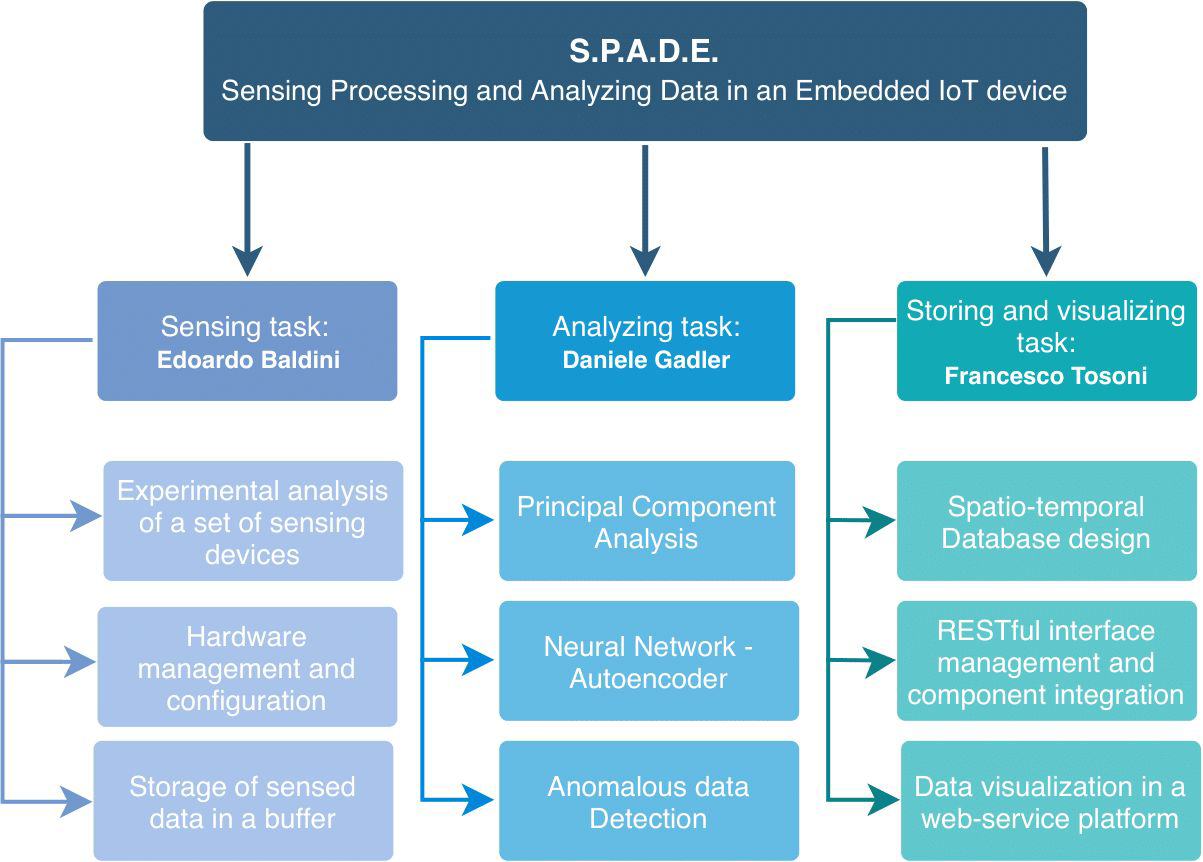 S.P.A.D.E.
Sensing Processing and Analyzing Data in an Embedded IoT device
Sensing task:
Edoardo Baldini
Experimental analysis
of a set of sensing
devices
Hardware
management and
configuration
Storage of sensed
data in a buffer
Analyzing task:
Daniele Gadler
Principal Component
Analysis
Neural Network -
Autoencoder
Anomalous data
Detection
Storing and visualizing
task:
Francesco Tosoni
Spatio-temporal
Database design
RESTful interface
management and
component integration
Data visualization in a
web-service platform